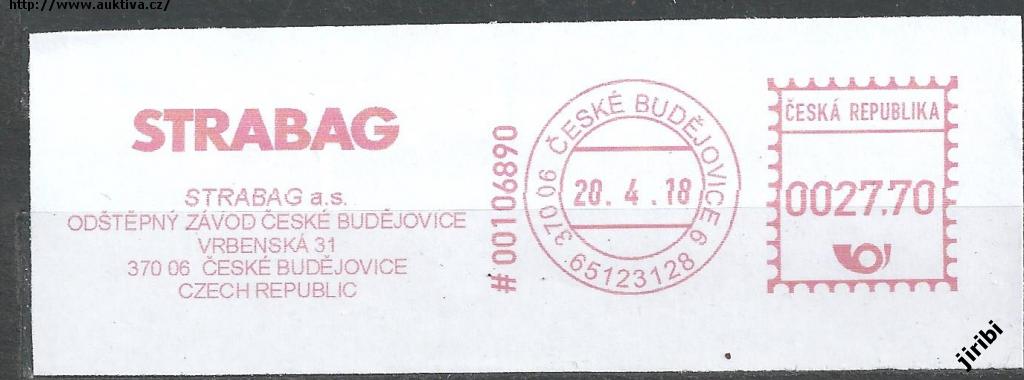 http://www.auktiva.cz/
STRABAG
STRABAG a.s.
ODŠTĚPNÝ ZÁVOD ČESKÉ BUDĚJOVICE
VRBENSKÁ 31
370 06 ČESKÉ BUDĚJOVICE
CZECH REPUBLIC
# 00106890
370 06 ČESKÉ BUDĚJOVICE 6
20. 4 .18
65123128
ČESKÁ REPUBLIKA
0027.70
jiribi